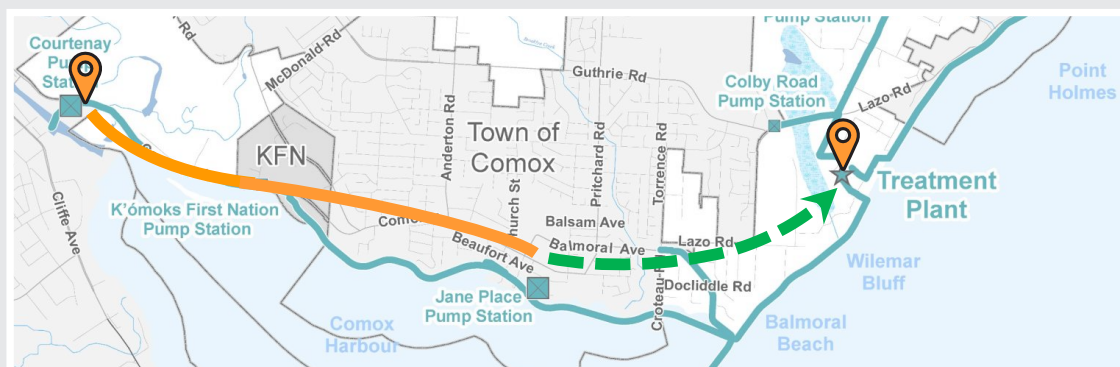 Pump Station
Courtenay
Pump
Station
McDonald-Rd
Guthrie Rd
Point
Holmes
Colby Road
Pump Station
Lazo-Rd
Anderton-Rd
Town of
Comox
Pritchard Rd
Torrence Rd
KFN
Treatment
Plant
Cliffe Ave
K'ómoks First Nation
Pump Station
Church St
Balsam Ave
Beaufort Ave
Balmoral Ave
Lazo Rd
Croteau-Rd
Docliddle Rd
Wilemar
Bluff
Jane Place
Pump Station
Comox
Harbour
Balmoral
Beach